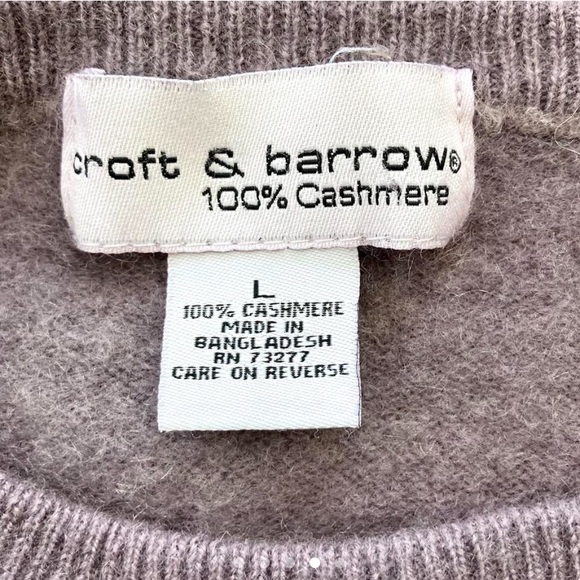 croft & barrow®
100% Cashmere
L
100% CASHMERE
MADE IN
BANGLADESH
RN 73277
CARE ON REVERSE